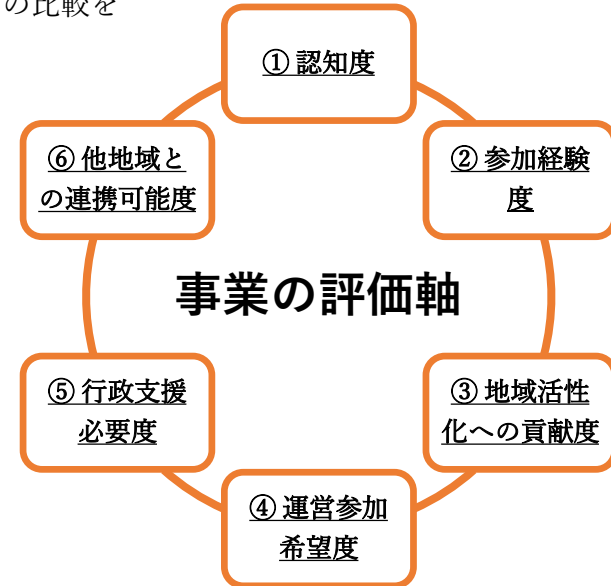 の比較を
① 認知度
② 参加経験
度
③ 地域活性
化への貢献度
④ 運営参加
希望度
⑤ 行政支援
必要度
⑥ 他地域と
の連携可能度
事業の評価軸